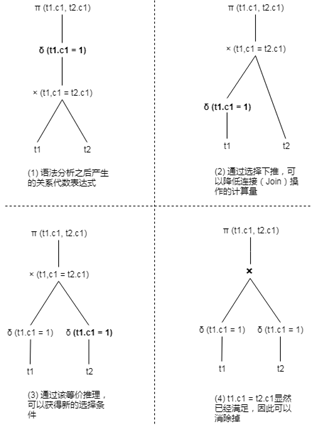 π (t1.c1, t2.c1)
δ (t1.c1 = 1)
× (t1,c1 = t2.c1)
t1
t2
(1) 语法分析之后产生
的关系代数表达式
π (t1.c1, t2.c1)
× (t1,c1 = t2.c1)
δ (t1.c1 = 1)
t1
t2
(2) 通过选择下推，可
以降低连接（Join）操
作的计算量
π (t1.c1, t2.c1)
× (t1,c1 = t2.c1)
δ (t1.c1 = 1) δ (t1.c1 = 1)
t1 t2
(3) 通过该等价推理，
可以获得新的选择条
件
π (t1.c1, t2.c1)
×
δ (t1.c1 = 1) δ (t1.c1 = 1)
t1 t2
(4) t1.c1 = t2.c1显然
已经满足，因此可以
消除掉